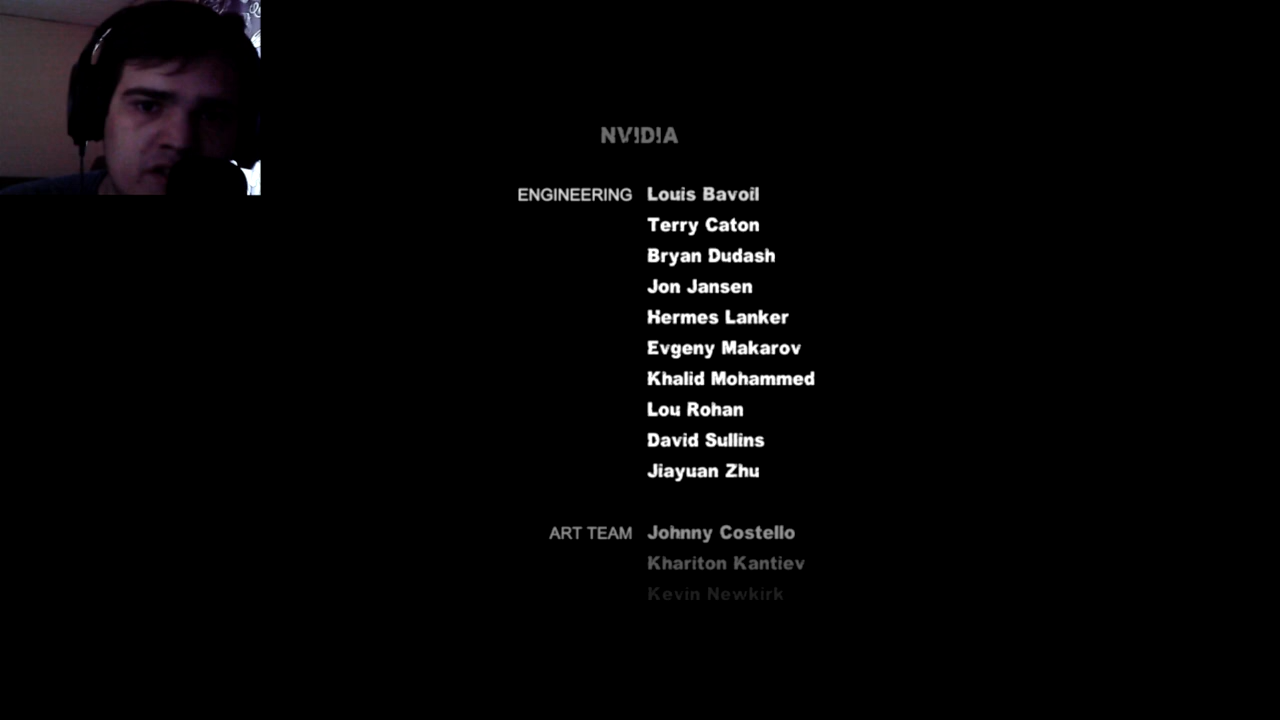 NVIDIA
ENGINEERING Louis Bavoil
Terry Caton
Bryan Dudash
Jon Jansen
Hermes Lanker
Evgeny Makarov
Khalid Mohammed
Lou Rohan
David Sullins
Jiayuan Zhu
ART TEAM Johnny Costello
Khariton Kantiev
Kevin Newkirk